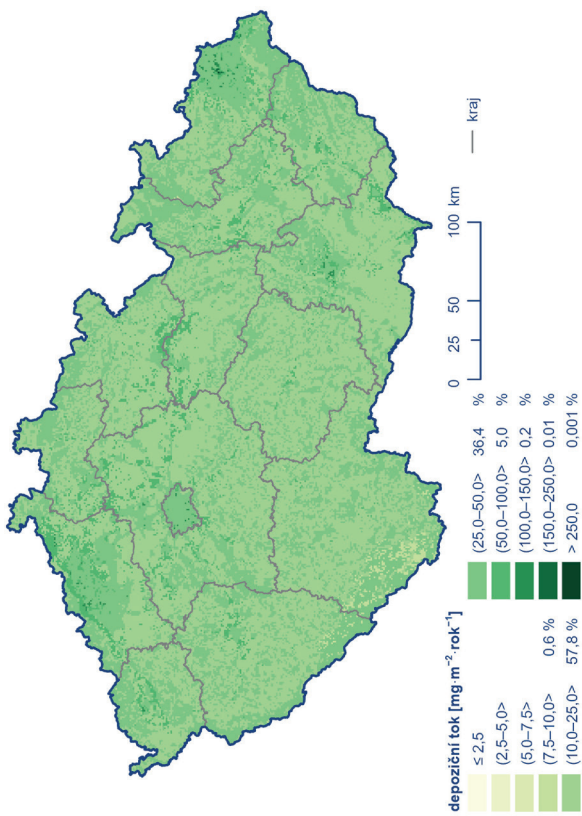 depoziční tok [mg·m⁻²·rok⁻¹]
≤ 2,5
(2,5–5,0>
(5,0–7,5>
(7,5–10,0> 0,6 %
(10,0–25,0> 57,8 %
(25,0–50,0> 36,4 %
(50,0–100,0> 5,0 %
(100,0–150,0> 0,2 %
(150,0–250,0> 0,01 %
> 250,0 0,001 %
0 25 50 100 km
kraj